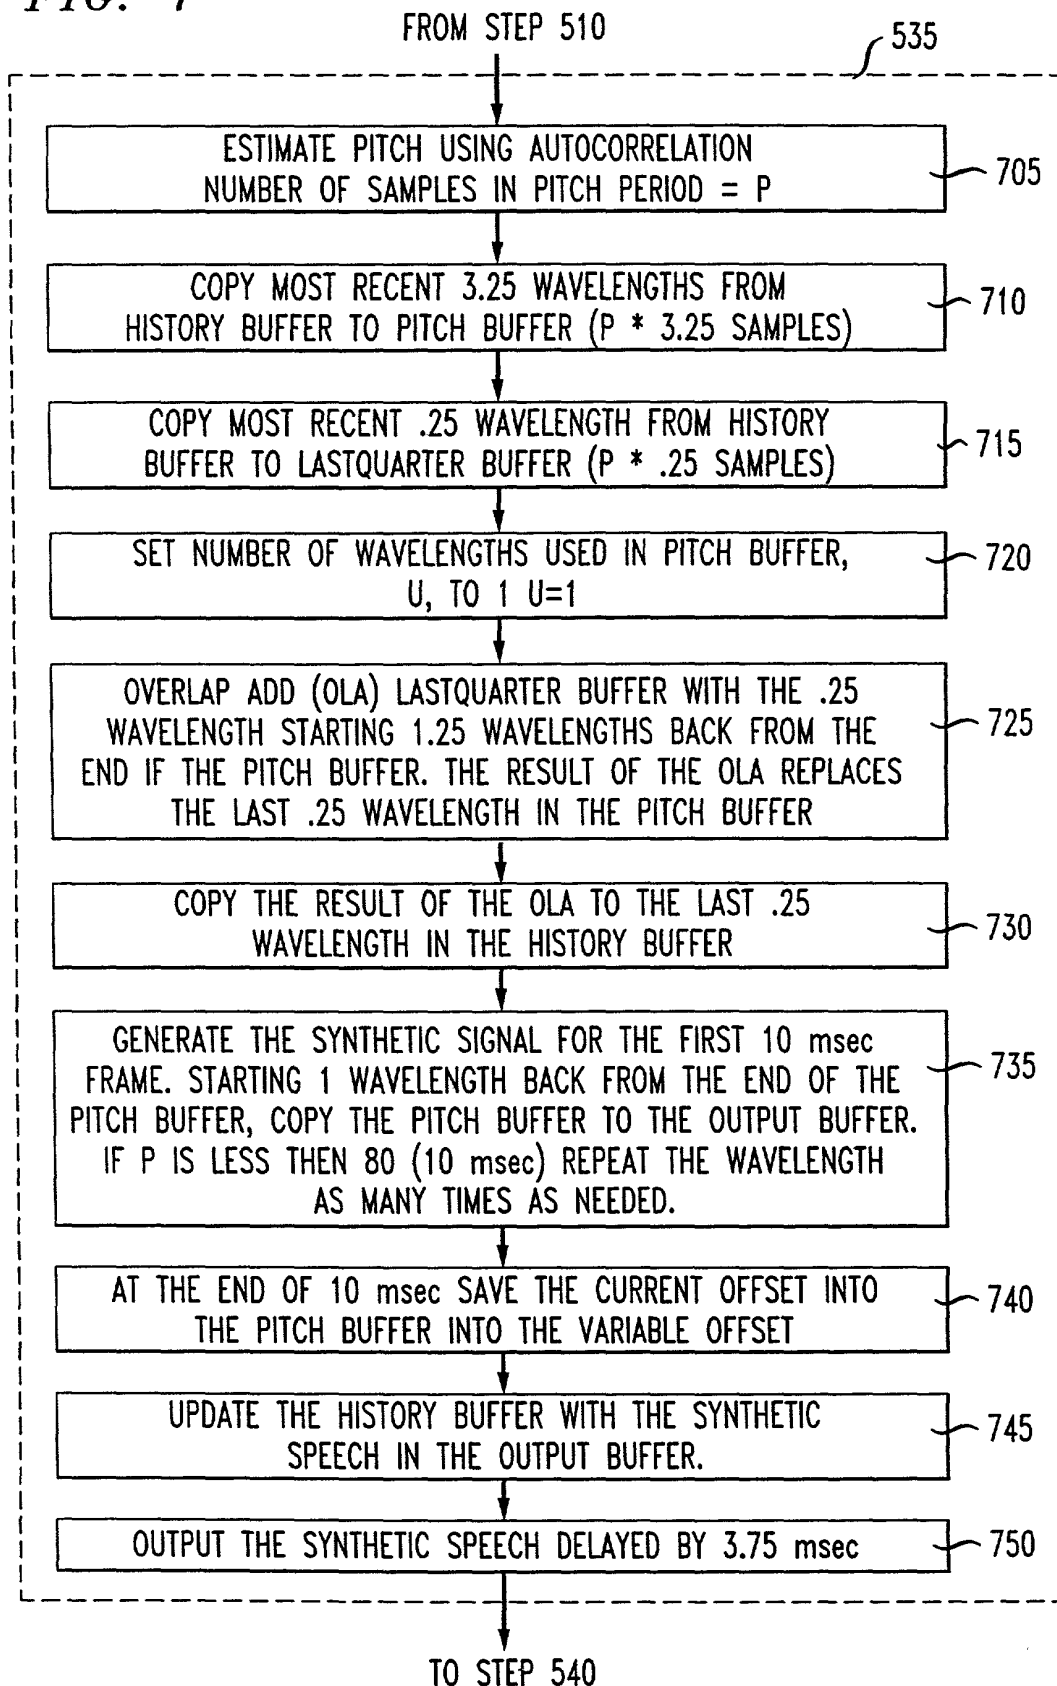 FIG. 7
FROM STEP 510
535
ESTIMATE PITCH USING AUTOCORRELATION
NUMBER OF SAMPLES IN PITCH PERIOD = P
705
COPY MOST RECENT 3.25 WAVELENGTHS FROM
HISTORY BUFFER TO PITCH BUFFER (P * 3.25 SAMPLES)
710
COPY MOST RECENT .25 WAVELENGTH FROM HISTORY
BUFFER TO LASTQUARTER BUFFER (P * .25 SAMPLES)
715
SET NUMBER OF WAVELENGTHS USED IN PITCH BUFFER,
U, TO 1 U=1
720
OVERLAP ADD (OLA) LASTQUARTER BUFFER WITH THE .25
WAVELENGTH STARTING 1.25 WAVELENGTHS BACK FROM THE
END IF THE PITCH BUFFER. THE RESULT OF THE OLA REPLACES
THE LAST .25 WAVELENGTH IN THE PITCH BUFFER
725
COPY THE RESULT OF THE OLA TO THE LAST .25
WAVELENGTH IN THE HISTORY BUFFER
730
GENERATE THE SYNTHETIC SIGNAL FOR THE FIRST 10 msec
FRAME. STARTING 1 WAVELENGTH BACK FROM THE END OF THE
PITCH BUFFER, COPY THE PITCH BUFFER TO THE OUTPUT BUFFER.
IF P IS LESS THEN 80 (10 msec) REPEAT THE WAVELENGTH
AS MANY TIMES AS NEEDED.
735
AT THE END OF 10 msec SAVE THE CURRENT OFFSET INTO
THE PITCH BUFFER INTO THE VARIABLE OFFSET
740
UPDATE THE HISTORY BUFFER WITH THE SYNTHETIC
SPEECH IN THE OUTPUT BUFFER.
745
OUTPUT THE SYNTHETIC SPEECH DELAYED BY 3.75 msec
750
TO STEP 540